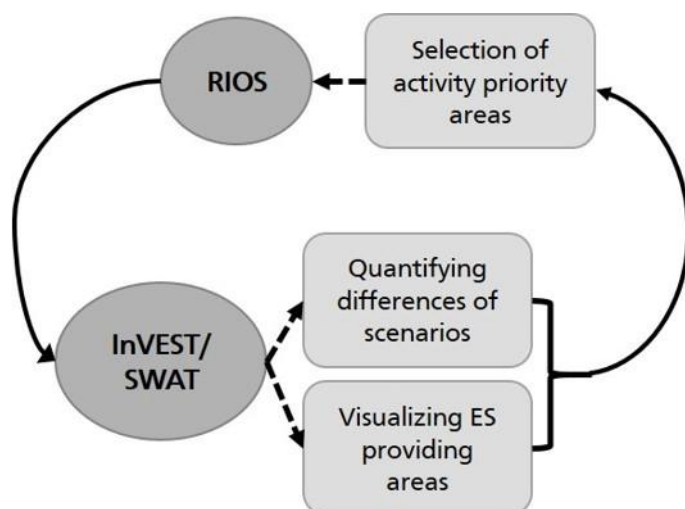 RIOS
Selection of
activity priority
areas
InVEST/
SWAT
Quantifying
differences of
scenarios
Visualizing ES
providing
areas